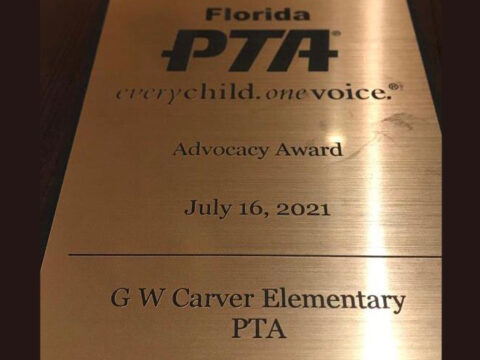 Florida
PTA®
everychild.onevoice.®
Advocacy Award
July 16, 2021
G W Carver Elementary
PTA